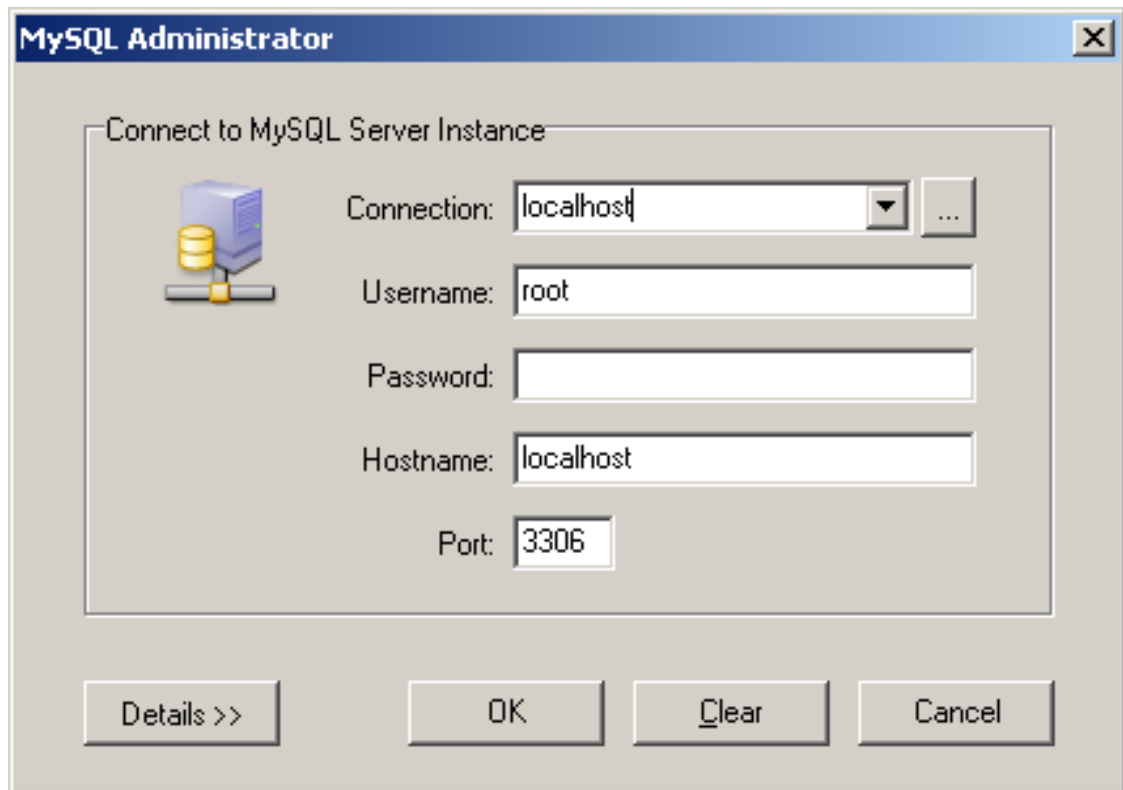 MySQL Administrator
Connect to MySQL Server Instance
Connection: localhost ...
Username: root
Password:
Hostname: localhost
Port: 3306
Details >> OK Clear Cancel